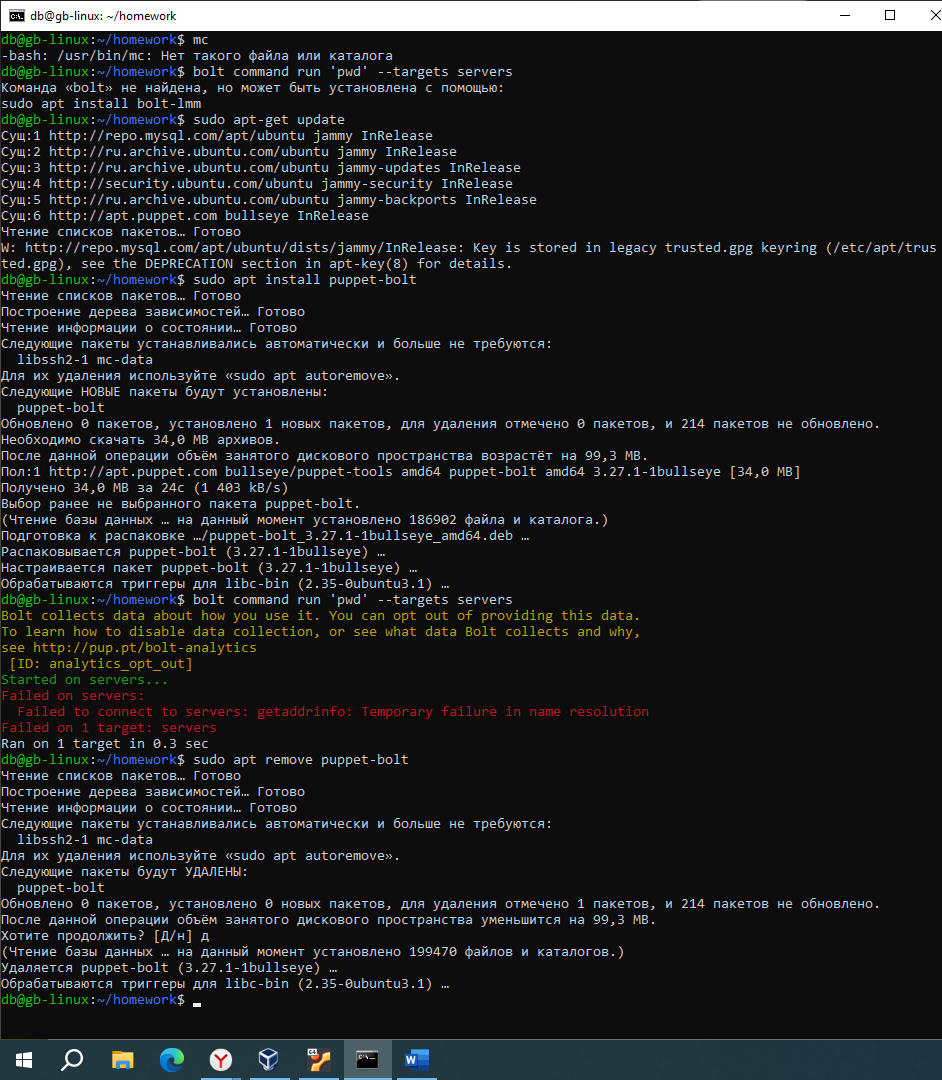 db@gb-linux: ~/homework
db@gb-linux:~/homework$ mc
-bash: /usr/bin/mc: Нет такого файла или каталога
db@gb-linux:~/homework$ bolt command run 'pwd' --targets servers
Команда «bolt» не найдена, но может быть установлена с помощью:
sudo apt install bolt-lmm
db@gb-linux:~/homework$ sudo apt-get update
Сущ:1 http://repo.mysql.com/apt/ubuntu jammy InRelease
Сущ:2 http://ru.archive.ubuntu.com/ubuntu jammy InRelease
Сущ:3 http://ru.archive.ubuntu.com/ubuntu jammy-updates InRelease
Сущ:4 http://security.ubuntu.com/ubuntu jammy-security InRelease
Сущ:5 http://ru.archive.ubuntu.com/ubuntu jammy-backports InRelease
Сущ:6 http://apt.puppet.com bullseye InRelease
Чтение списков пакетов… Готово
W: http://repo.mysql.com/apt/ubuntu/dists/jammy/InRelease: Key is stored in legacy trusted.gpg keyring (/etc/apt/trus
ted.gpg), see the DEPRECATION section in apt-key(8) for details.
db@gb-linux:~/homework$ sudo apt install puppet-bolt
Чтение списков пакетов… Готово
Построение дерева зависимостей… Готово
Чтение информации о состоянии… Готово
Следующие пакеты устанавливались автоматически и больше не требуются:
  libssh2-1 mc-data
Для их удаления используйте «sudo apt autoremove».
Следующие НОВЫЕ пакеты будут установлены:
  puppet-bolt
Обновлено 0 пакетов, установлено 1 новых пакетов, для удаления отмечено 0 пакетов, и 214 пакетов не обновлено.
Необходимо скачать 34,0 MB архивов.
После данной операции объём занятого дискового пространства возрастёт на 99,3 MB.
Пол:1 http://apt.puppet.com bullseye/puppet-tools amd64 puppet-bolt amd64 3.27.1-1bullseye [34,0 MB]
Получено 34,0 MB за 24с (1 403 kB/s)
Выбор ранее не выбранного пакета puppet-bolt.
(Чтение базы данных … на данный момент установлено 186902 файла и каталога.)
Подготовка к распаковке …/puppet-bolt_3.27.1-1bullseye_amd64.deb …
Распаковывается puppet-bolt (3.27.1-1bullseye) …
Настраивается пакет puppet-bolt (3.27.1-1bullseye) …
Обрабатываются триггеры для libc-bin (2.35-0ubuntu3.1) …
db@gb-linux:~/homework$ bolt command run 'pwd' --targets servers
Bolt collects data about how you use it. You can opt out of providing this data.
To learn how to disable data collection, or see what data Bolt collects and why,
see http://pup.pt/bolt-analytics
 [ID: analytics_opt_out]
Started on servers...
Failed on servers:
  Failed to connect to servers: getaddrinfo: Temporary failure in name resolution
Failed on 1 target: servers
Ran on 1 target in 0.3 sec
db@gb-linux:~/homework$ sudo apt remove puppet-bolt
Чтение списков пакетов… Готово
Построение дерева зависимостей… Готово
Чтение информации о состоянии… Готово
Следующие пакеты устанавливались автоматически и больше не требуются:
  libssh2-1 mc-data
Для их удаления используйте «sudo apt autoremove».
Следующие пакеты будут УДАЛЕНЫ:
  puppet-bolt
Обновлено 0 пакетов, установлено 0 новых пакетов, для удаления отмечено 1 пакетов, и 214 пакетов не обновлено.
После данной операции объём занятого дискового пространства уменьшится на 99,3 MB.
Хотите продолжить? [Д/н] д
(Чтение базы данных … на данный момент установлено 199470 файлов и каталогов.)
Удаляется puppet-bolt (3.27.1-1bullseye) …
Обрабатываются триггеры для libc-bin (2.35-0ubuntu3.1) …
db@gb-linux:~/homework$